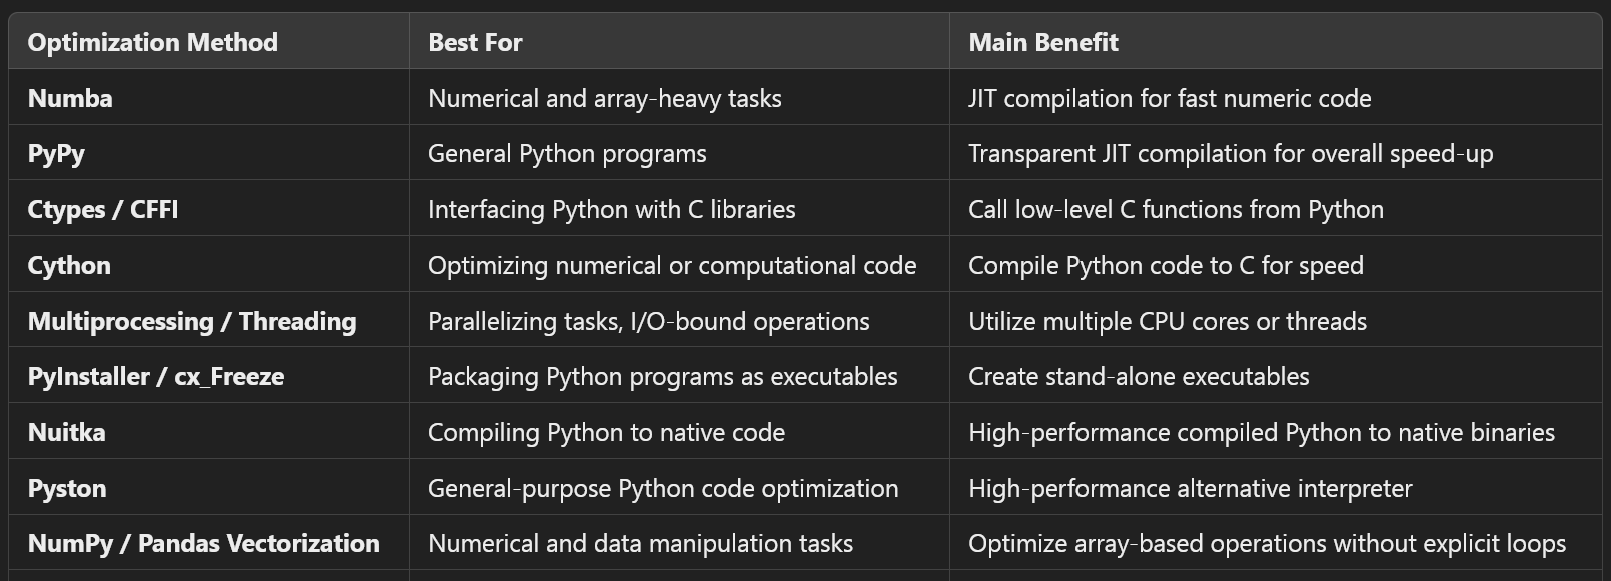 Optimization Method Best For Main Benefit
Numba Numerical and array-heavy tasks JIT compilation for fast numeric code
PyPy General Python programs Transparent JIT compilation for overall speed-up
Ctypes / CFFI Interfacing Python with C libraries Call low-level C functions from Python
Cython Optimizing numerical or computational code Compile Python code to C for speed
Multiprocessing / Threading Parallelizing tasks, I/O-bound operations Utilize multiple CPU cores or threads
PyInstaller / cx_Freeze Packaging Python programs as executables Create stand-alone executables
Nuitka Compiling Python to native code High-performance compiled Python to native binaries
Pyston General-purpose Python code optimization High-performance alternative interpreter
NumPy / Pandas Vectorization Numerical and data manipulation tasks Optimize array-based operations without explicit loops